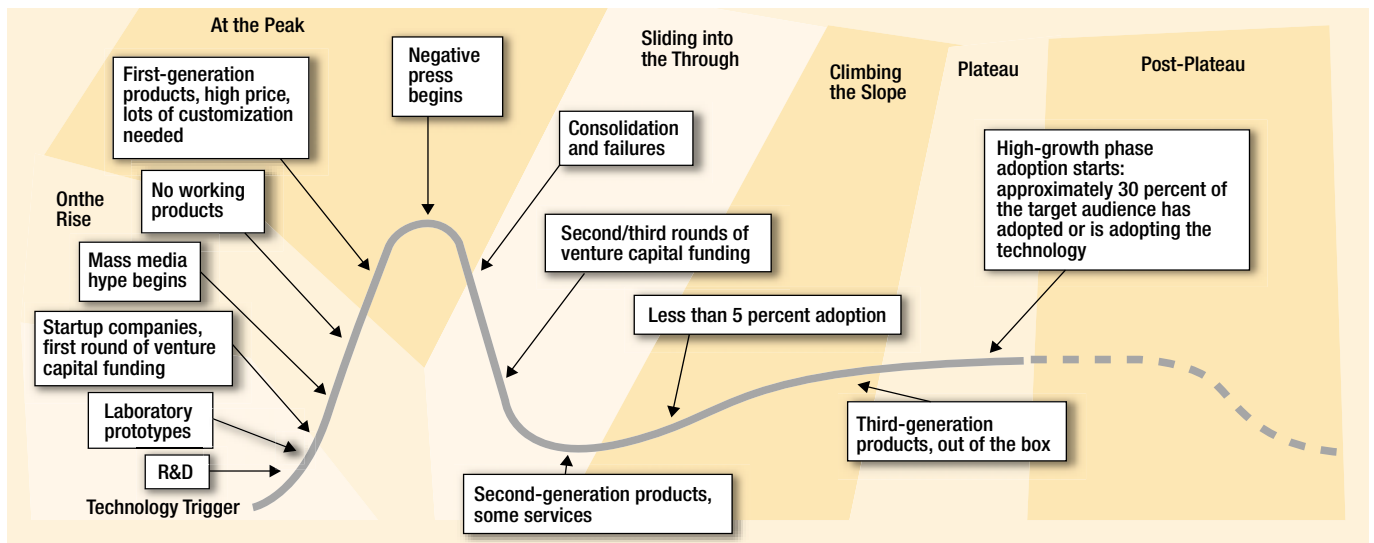 At the Peak
Sliding into
the Through
Climbing
the Slope
Plateau
Post-Plateau
Onthe
Rise
First-generation
products, high price,
lots of customization
needed
Negative
press
begins
Consolidation
and failures
High-growth phase
adoption starts:
approximately 30 percent of
the target audience has
adopted or is adopting the
technology
No working
products
Mass media
hype begins
Second/third rounds of
venture capital funding
Startup companies,
first round of venture
capital funding
Less than 5 percent adoption
Laboratory
prototypes
Third-generation
products, out of the box
R&D
Technology Trigger
Second-generation products,
some services